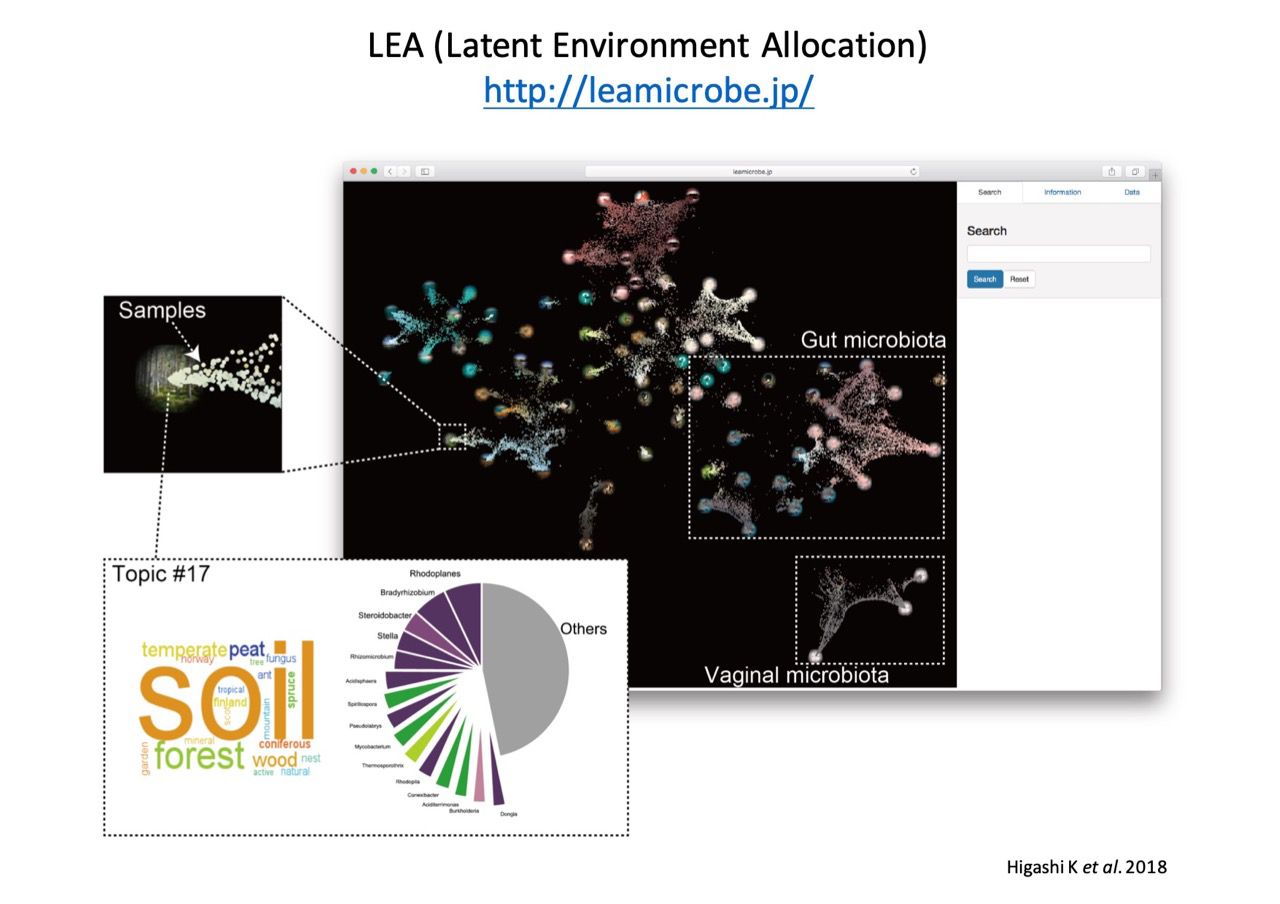 LEA (Latent Environment Allocation)
http://leamicrobe.jp/
leamicrobe.jp
Search
Information
Data
Search
Search
Reset
Samples
Gut microbiota
Vaginal microbiota
Topic #17
temperate peat
norway
tree
fungus
ant
soil
tropical
finland
mountain
spruce
mineral
garden
forest
coniferous
wood
nest
active
natural
Rhodoplanes
Bradyrhizobium
Steroidobacter
Stella
Rhizomicrobium
Acidisphaera
Spirillospora
Pseudolabrys
Mycobacterium
Thermosporothrix
Rhodopila
Conexibacter
Aciditerrimonas
Burkholderia
Dongia
Others
Higashi K et al. 2018